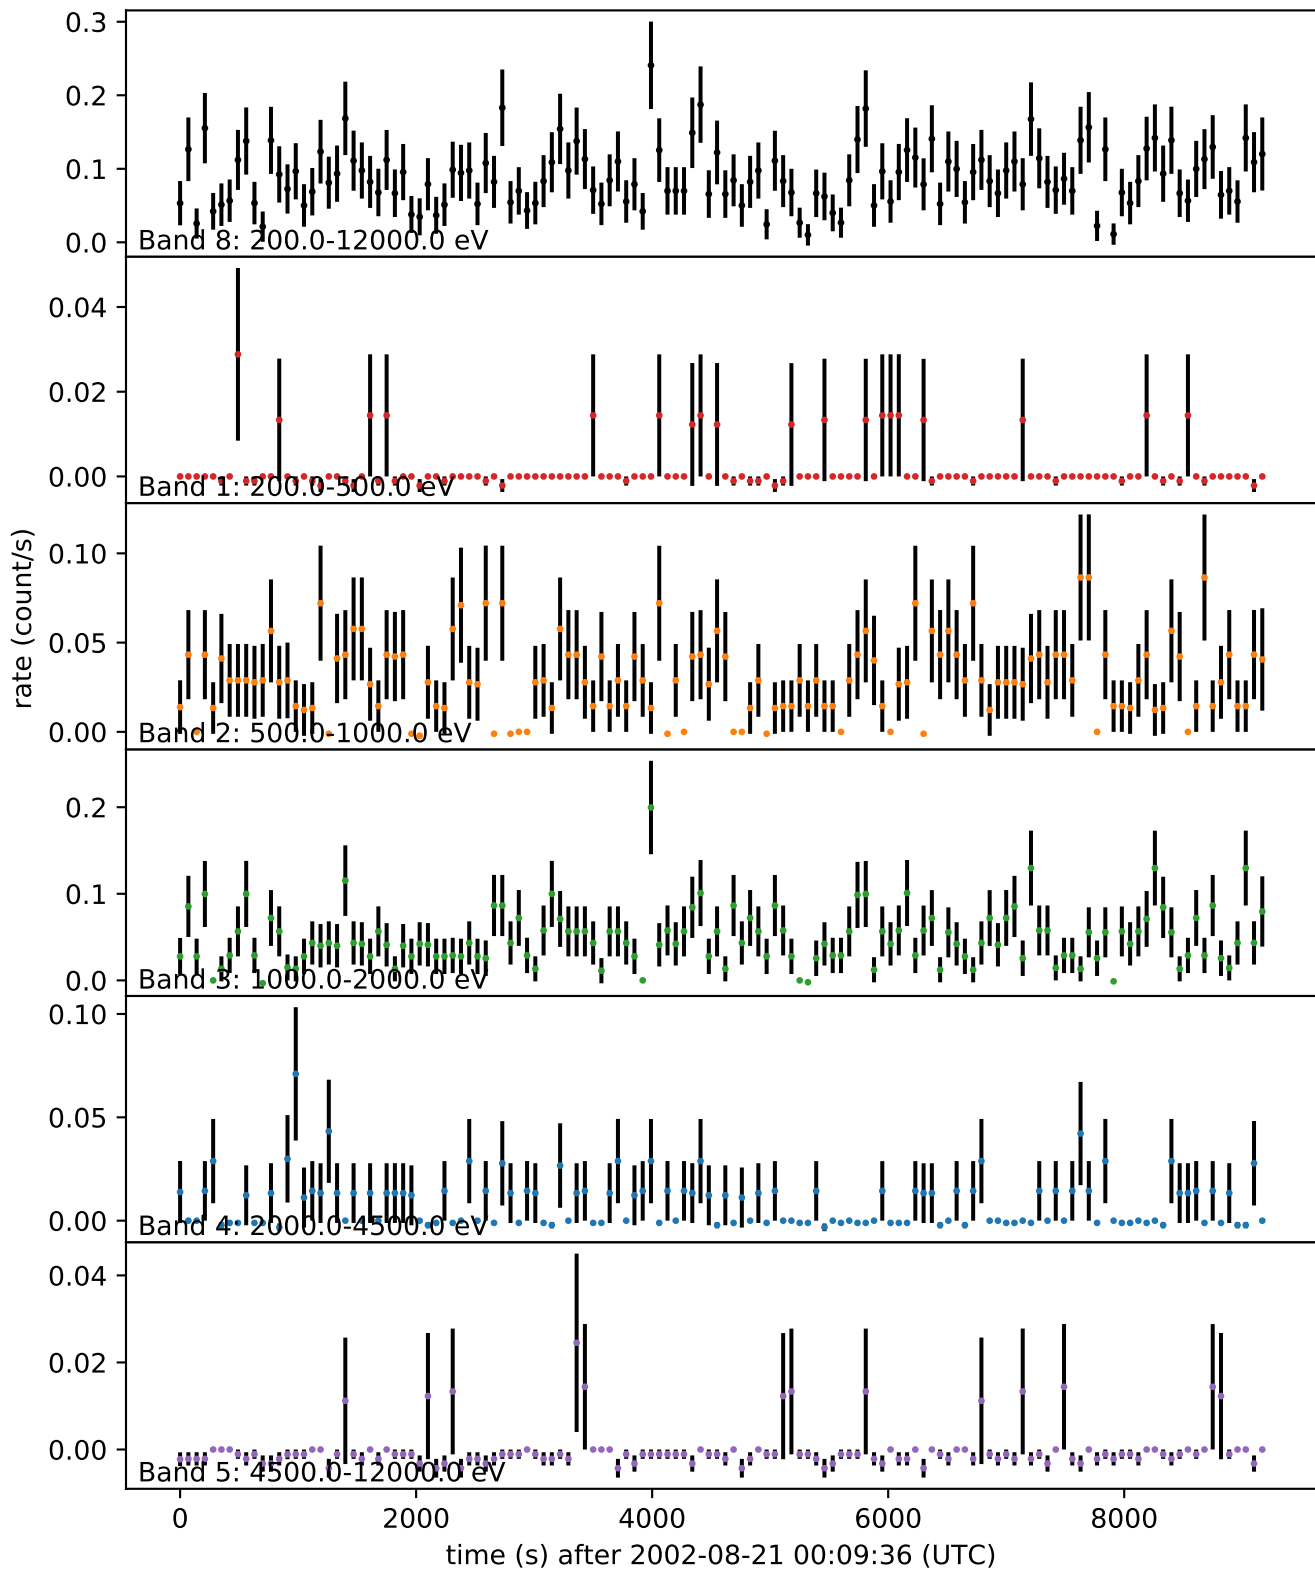 0.3
0.2
0.1
0.0
Band 8: 200.0-12000.0 eV
0.04
0.02
0.00
Band 1: 200.0-500.0 eV
0.10
0.05
0.00
Band 2: 500.0-1000.0 eV
rate (count/s)
0.2
0.1
0.0
Band 3: 1000.0-2000.0 eV
0.10
0.05
0.00
Band 4: 2000.0-4500.0 eV
0.04
0.02
0.00
Band 5: 4500.0-12000.0 eV
0 2000 4000 6000 8000
time (s) after 2002-08-21 00:09:36 (UTC)